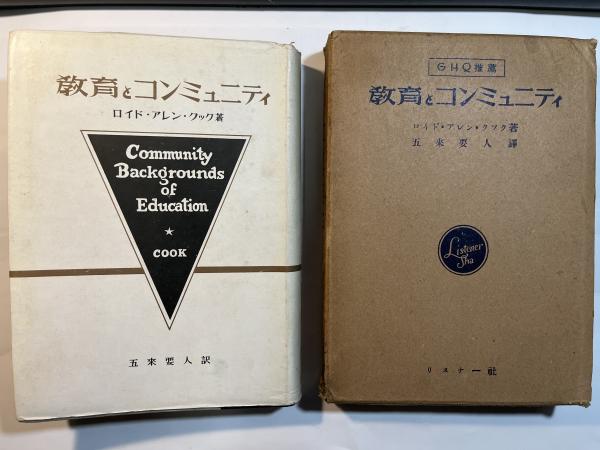 教育とコンミュニティ
ロイド・アレン・クック著
Community
Backgrounds
of
Education
★
COOK
五来要人訳
GHQ推薦
教育とコンミュニティ
ロイド・アレン・クック著
五來要人譯
Listener
Sha
リスナー社